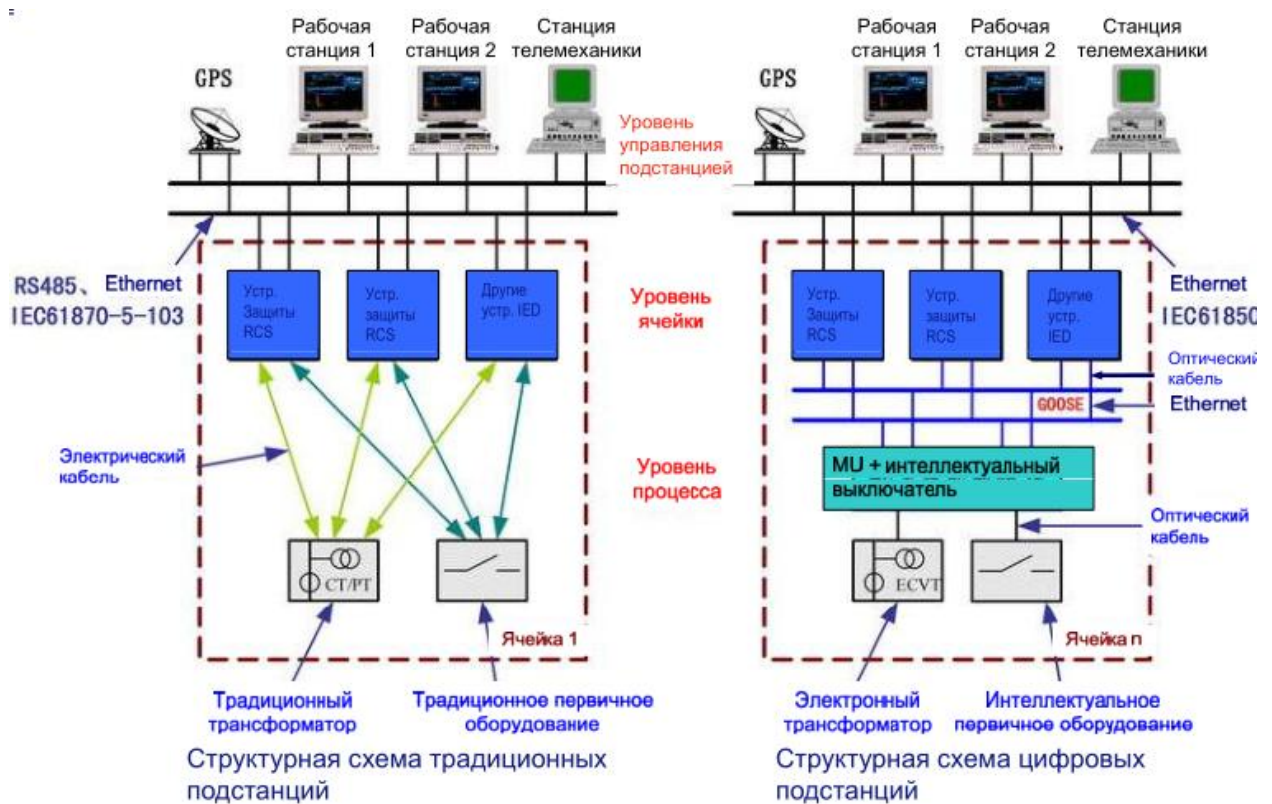 Рабочая
станция 1
Рабочая
станция 2
Станция
телемеханики
GPS
Уровень
управления
подстанцией
RS485、 Ethernet
IEC61870-5-103
Устр.
Защиты
RCS
Устр.
защиты
RCS
Другие
устр. IED
Электрический
кабель
CT/PT
Ячейка 1
Традиционный
трансформатор
Традиционное первичное
оборудование
Структурная схема традиционных
подстанций
Уровень
ячейки
Уровень
процесса
Рабочая
станция 1
Рабочая
станция 2
Станция
телемеханики
GPS
Ethernet
IEC61850
Устр.
Защиты
RCS
Устр.
защиты
RCS
Другие
устр.
IED
Оптический
кабель
GOOSE
Ethernet
MU + интеллектуальный
выключатель
Оптический
кабель
ECVT
Ячейка n
Электронный
трансформатор
Интеллектуальное
первичное оборудование
Структурная схема цифровых
подстанций